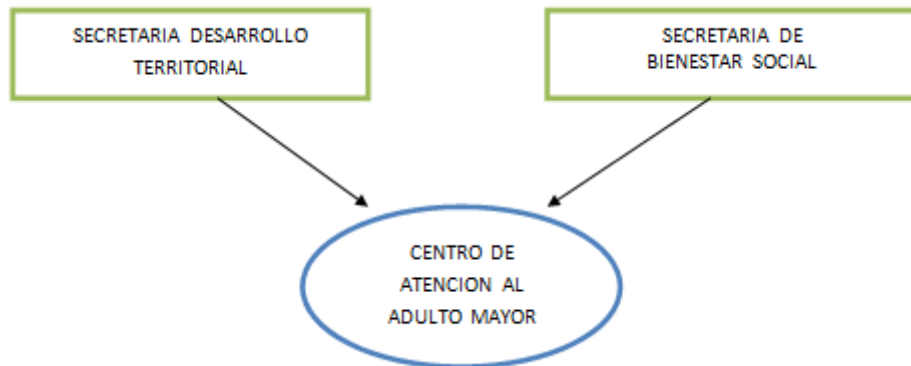 SECRETARIA DESARROLLO
TERRITORIAL
SECRETARIA DE
BIENESTAR SOCIAL
CENTRO DE
ATENCION AL
ADULTO MAYOR